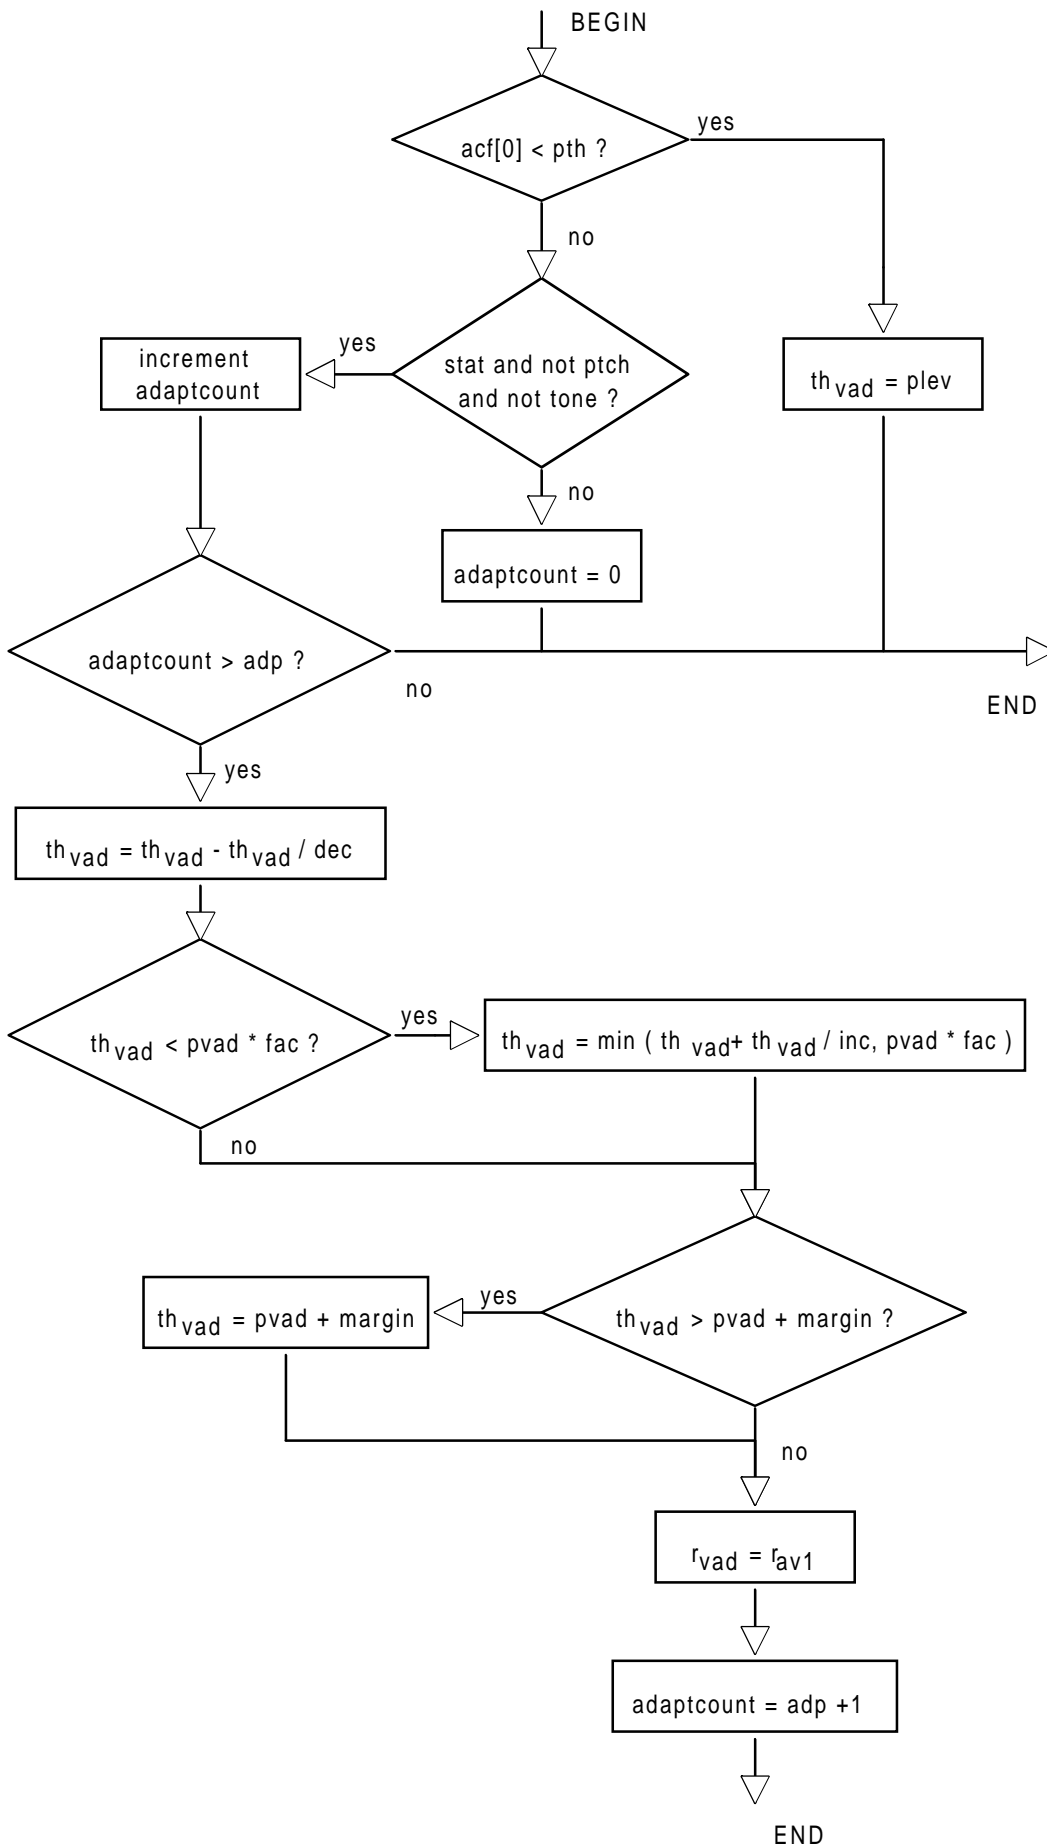 BEGIN
acf[0] < pth ?
yes
no
increment
adaptcount
yes
stat and not ptch
and not tone ?
th vad = plev
no
adaptcount = 0
adaptcount > adp ?
no
END
yes
th vad = th vad - th vad / dec
th vad < pvad * fac ?
yes
th vad = min ( th vad + th vad / inc, pvad * fac )
no
th vad = pvad + margin
yes
th vad > pvad + margin ?
no
r vad = r av1
adaptcount = adp +1
END